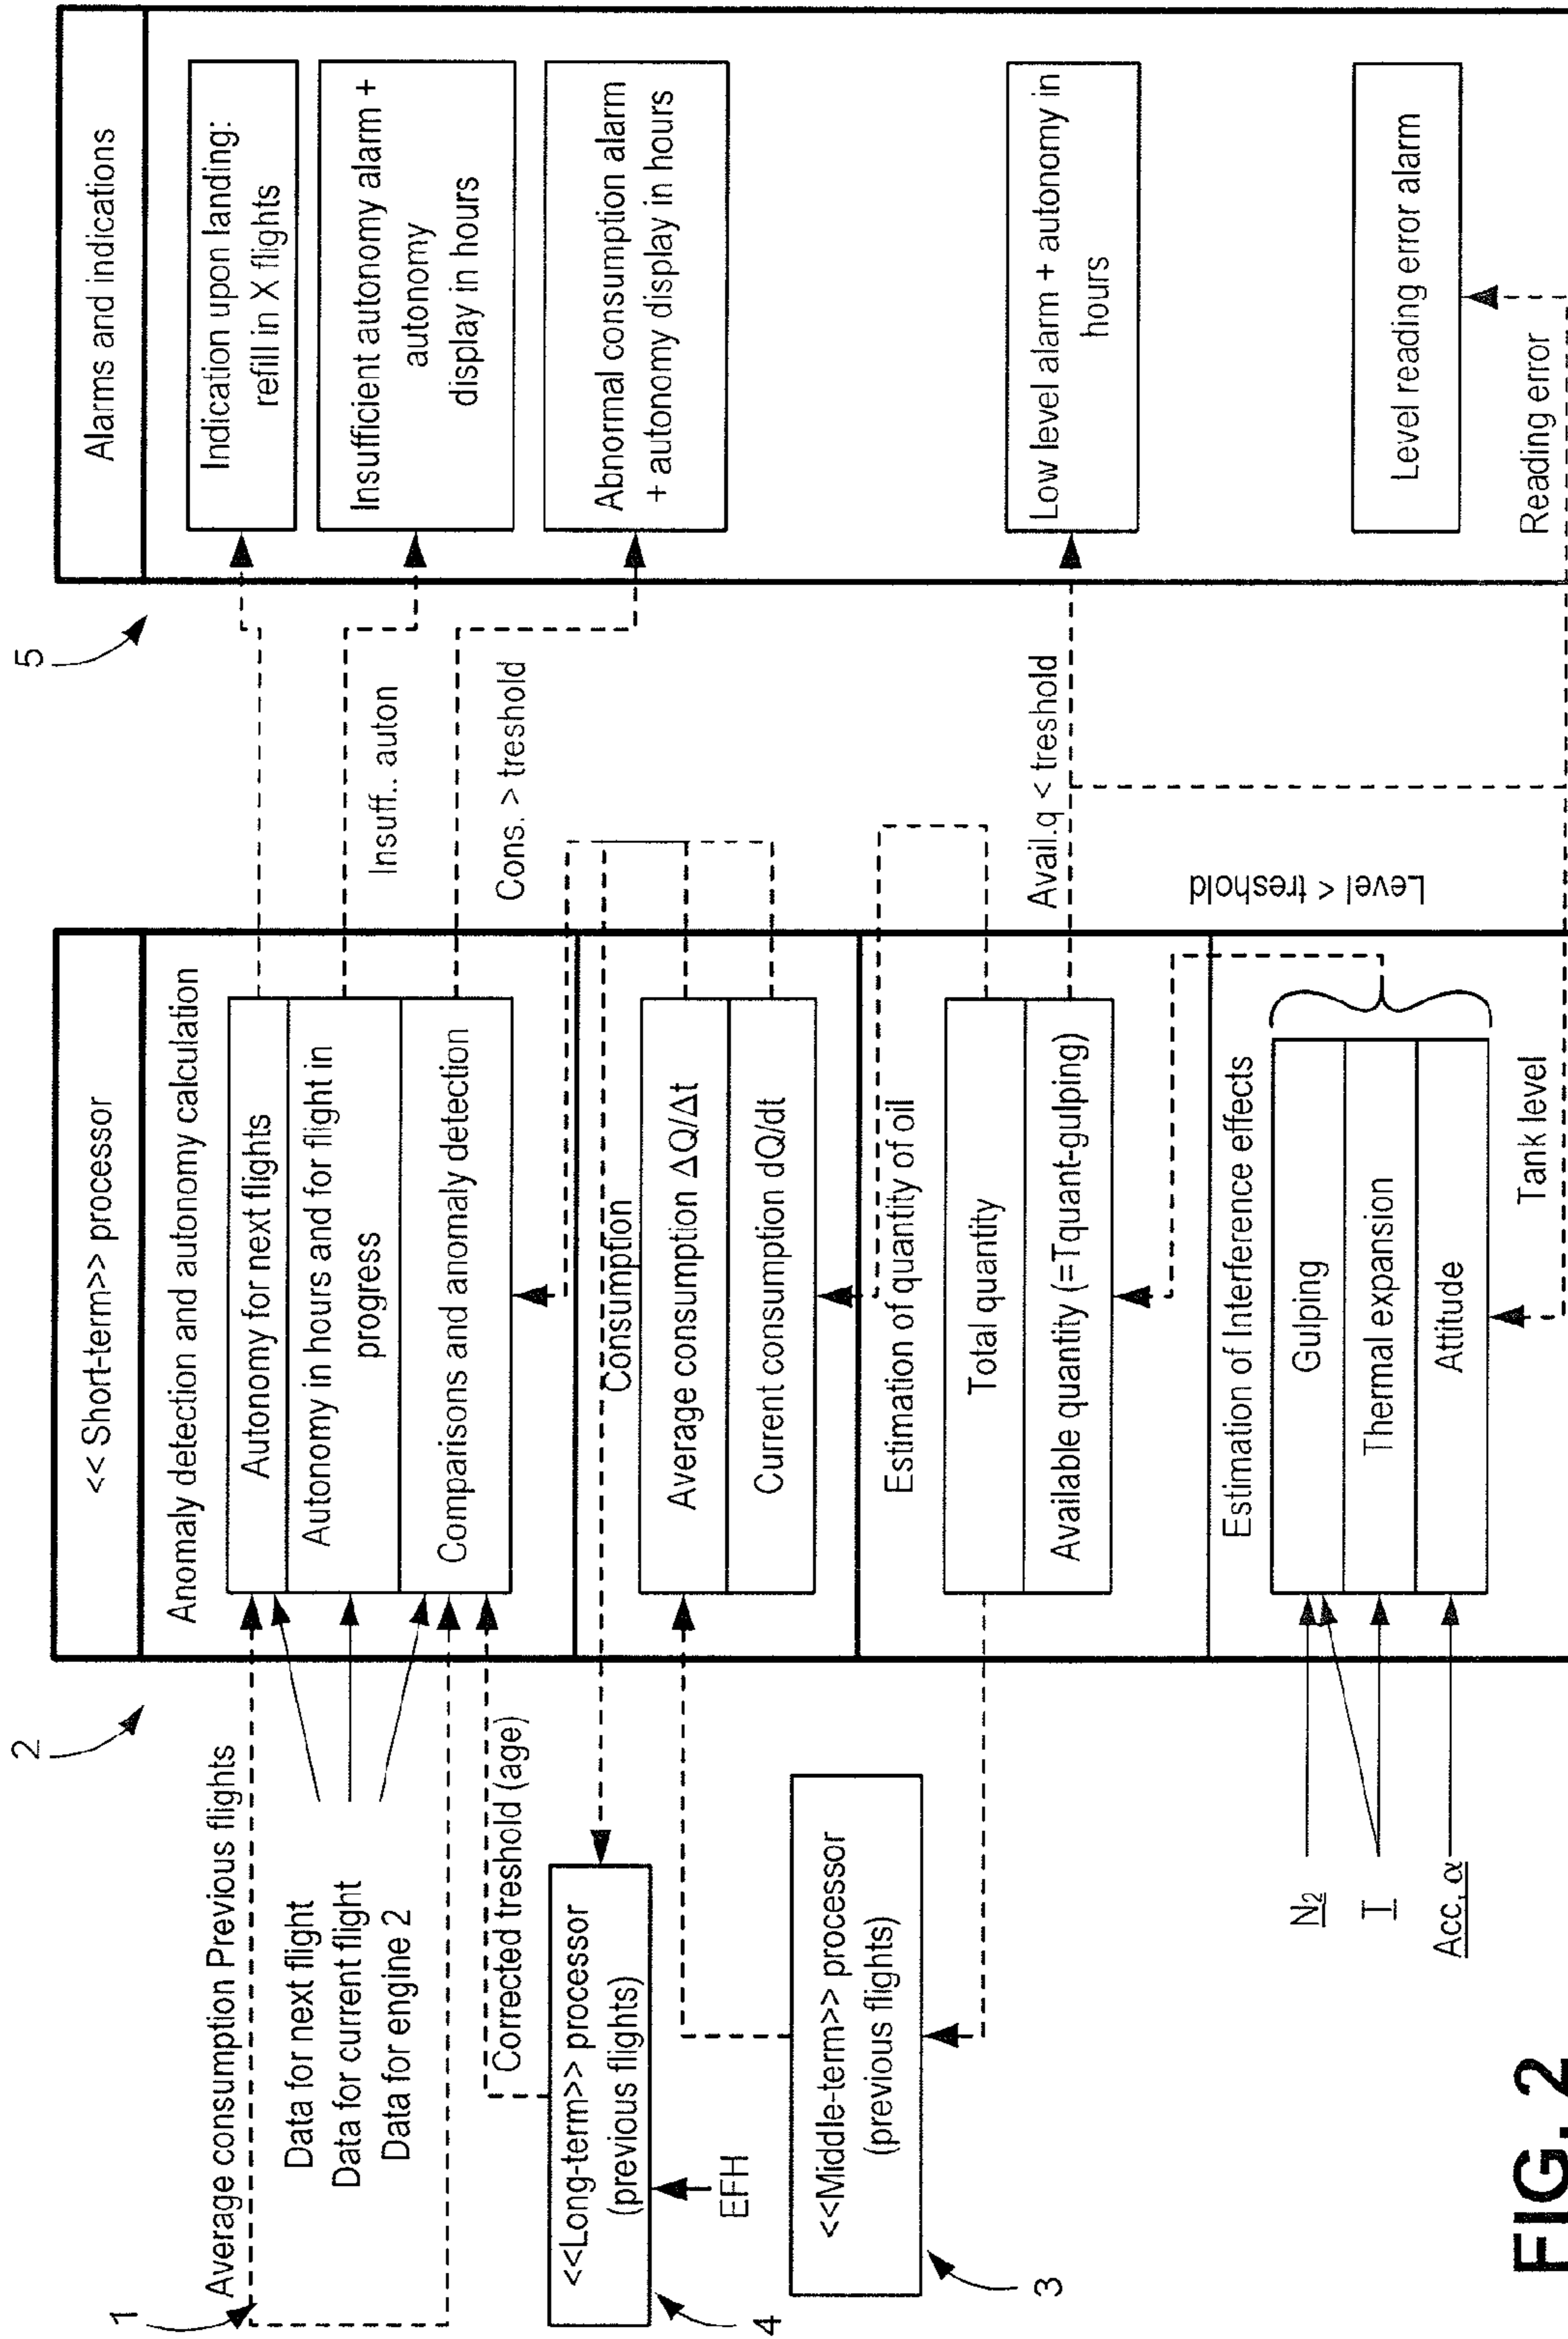 1
Average consumption Previous flights
Data for next flight
Data for current flight
Data for engine 2
Corrected treshold (age)
<<Long-term>> processor
(previous flights)
4
EFH
<<Middle-term>> processor
(previous flights)
3
N₂
T
Acc, α
2
<< Short-term>> processor
Anomaly detection and autonomy calculation
Autonomy for next flights
Autonomy in hours and for flight in
progress
Comparisons and anomaly detection
Consumption
Average consumption ΔQ/Δt
Current consumption dQ/dt
Estimation of quantity of oil
Total quantity
Available quantity (=Tquant-gulping)
Estimation of Interference effects
Gulping
Thermal expansion
Attitude
Tank level
Insuff.. auton
Cons. > treshold
Avail.q < treshold
Level < treshold
5
Alarms and indications
Indication upon landing:
refill in X flights
Insufficient autonomy alarm +
autonomy
display in hours
Abnormal consumption alarm
+ autonomy display in hours
Low level alarm + autonomy in
hours
Level reading error alarm
Reading error
FIG. 2